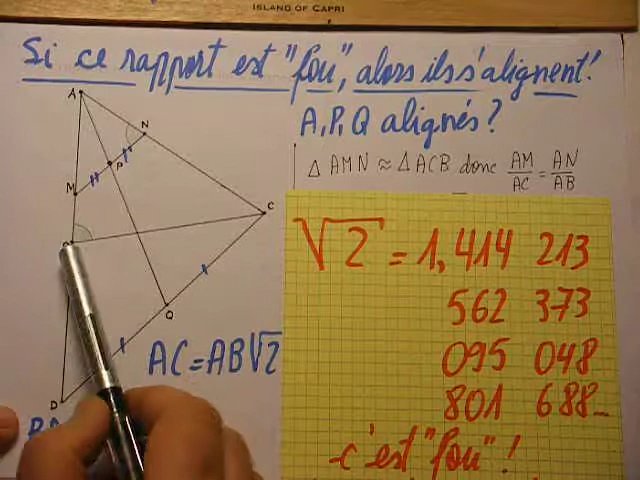 ISLAND OF CAPRI
Si ce rapport est "fou", alors ils s'alignent!
A, P, Q alignés?
△ AMN ≈ △ ACB donc AM/AC = AN/AB
A
N
P
M
C
Q
D
AC=AB√2
√2 = 1,414 213
562 373
095 048
801 688...
c'est "fou" !